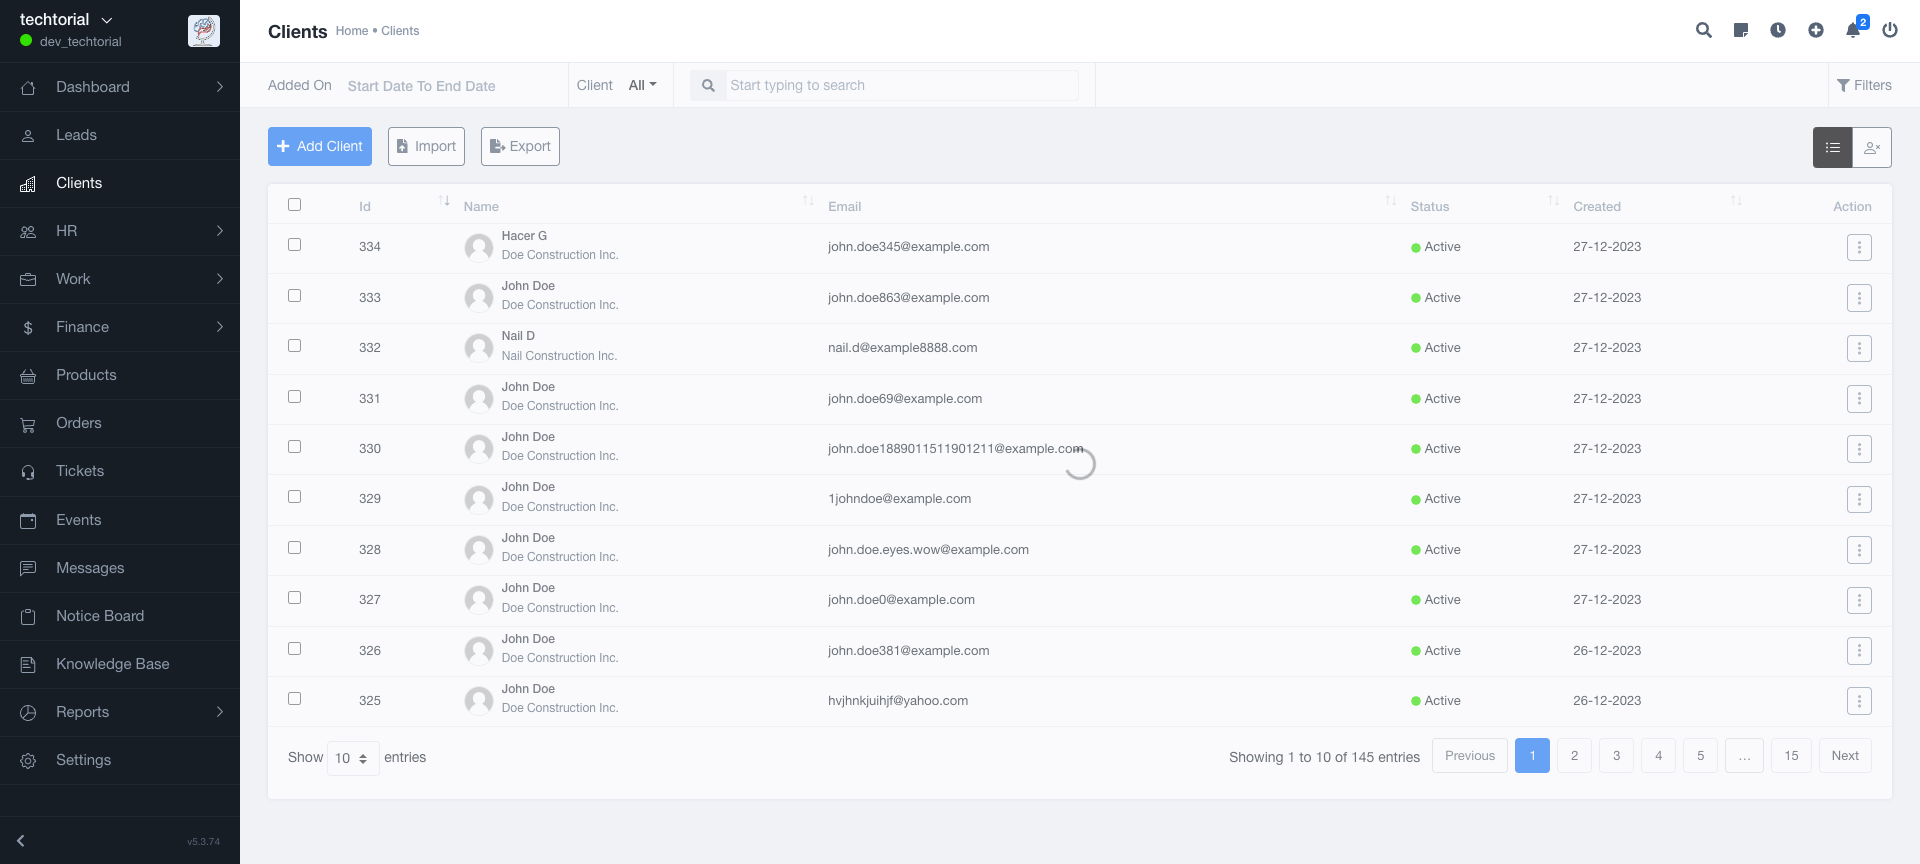 techtorial
dev_techtorial
Dashboard
Leads
Clients
HR
Work
Finance
Products
Orders
Tickets
Events
Messages
Notice Board
Knowledge Base
Reports
Settings
v5.3.74
Clients Home • Clients
2
Added On Start Date To End Date Client All Start typing to search Filters
Add Client Import Export
Id Name Email Status Created Action
334 Hacer G
Doe Construction Inc. john.doe345@example.com Active 27-12-2023
333 John Doe
Doe Construction Inc. john.doe863@example.com Active 27-12-2023
332 Nail D
Nail Construction Inc. nail.d@example8888.com Active 27-12-2023
331 John Doe
Doe Construction Inc. john.doe69@example.com Active 27-12-2023
330 John Doe
Doe Construction Inc. john.doe1889011511901211@example.com Active 27-12-2023
329 John Doe
Doe Construction Inc. 1johndoe@example.com Active 27-12-2023
328 John Doe
Doe Construction Inc. john.doe.eyes.wow@example.com Active 27-12-2023
327 John Doe
Doe Construction Inc. john.doe0@example.com Active 27-12-2023
326 John Doe
Doe Construction Inc. john.doe381@example.com Active 26-12-2023
325 John Doe
Doe Construction Inc. hvjhnkjuihjf@yahoo.com Active 26-12-2023
Show 10 entries Showing 1 to 10 of 145 entries Previous 1 2 3 4 5 ... 15 Next